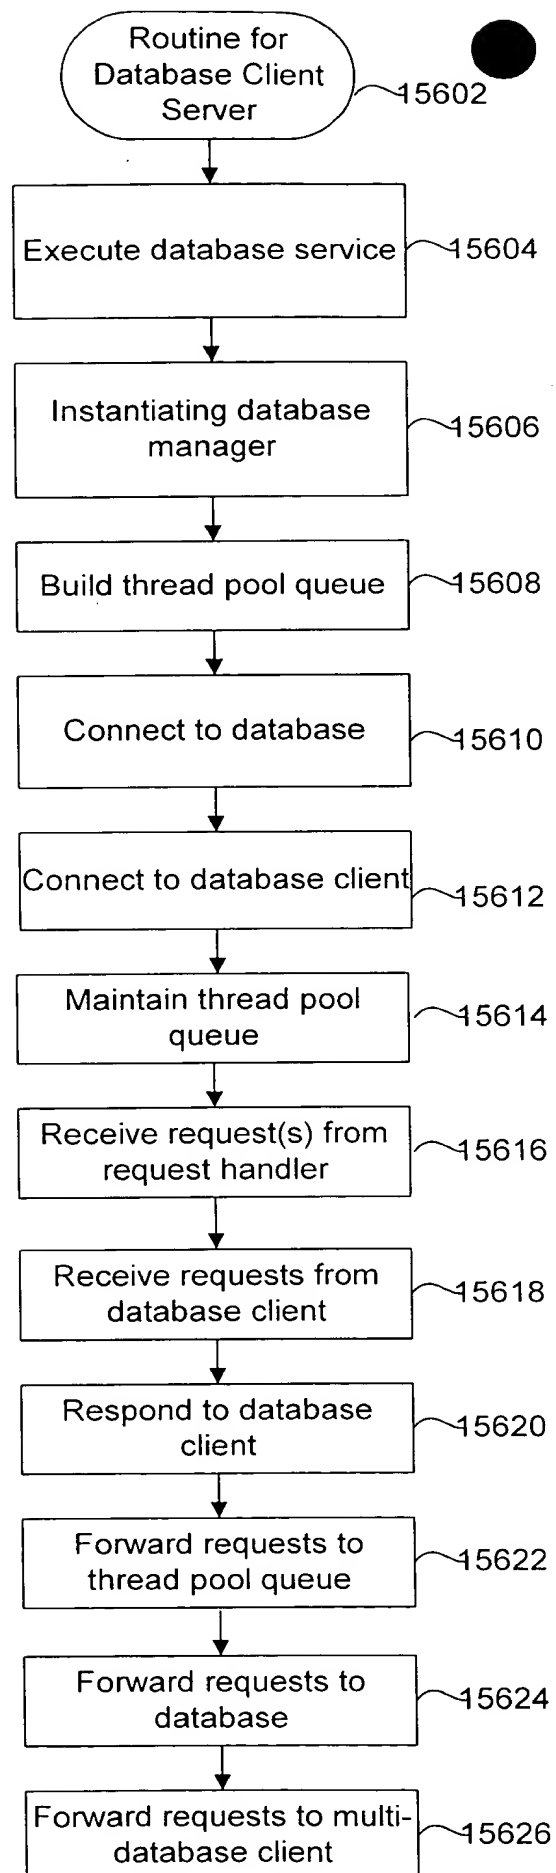 Routine for
Database Client
Server
15602
Execute database service
15604
Instantiating database
manager
15606
Build thread pool queue
15608
Connect to database
15610
Connect to database client
15612
Maintain thread pool
queue
15614
Receive request(s) from
request handler
15616
Receive requests from
database client
15618
Respond to database
client
15620
Forward requests to
thread pool queue
15622
Forward requests to
database
15624
Forward requests to multi-
database client
15626